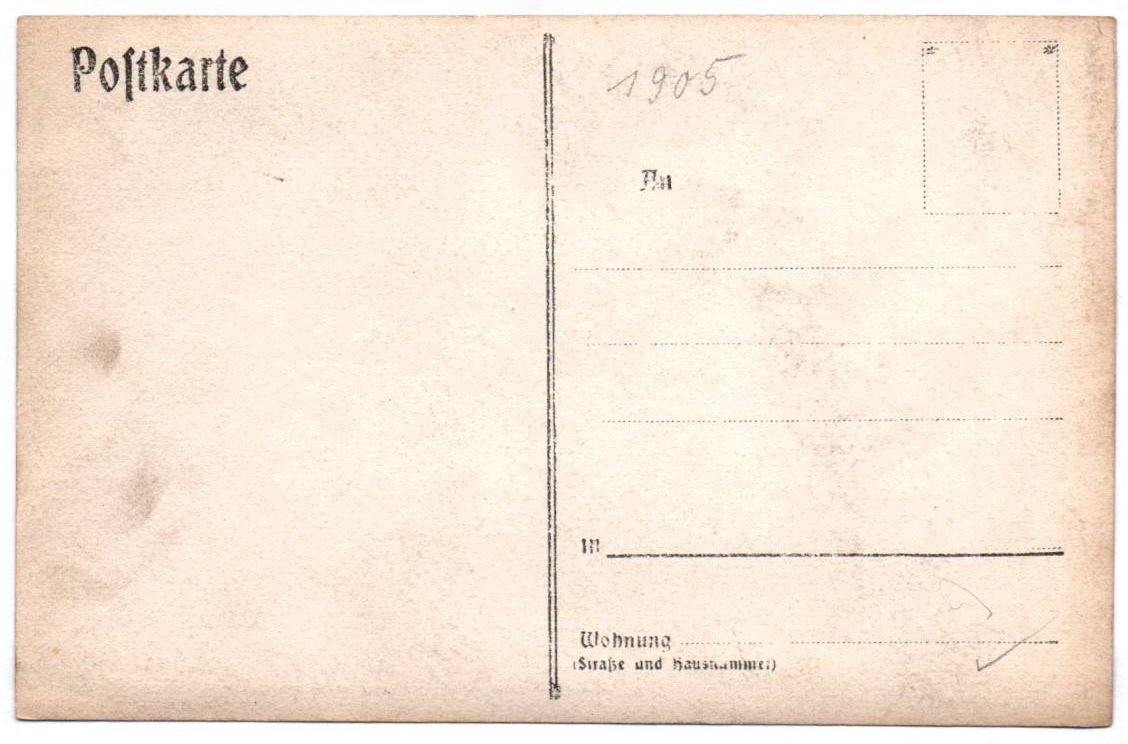 Poſtkarte
1905
An
in
Wohnung
(Straße und Hausnummer)